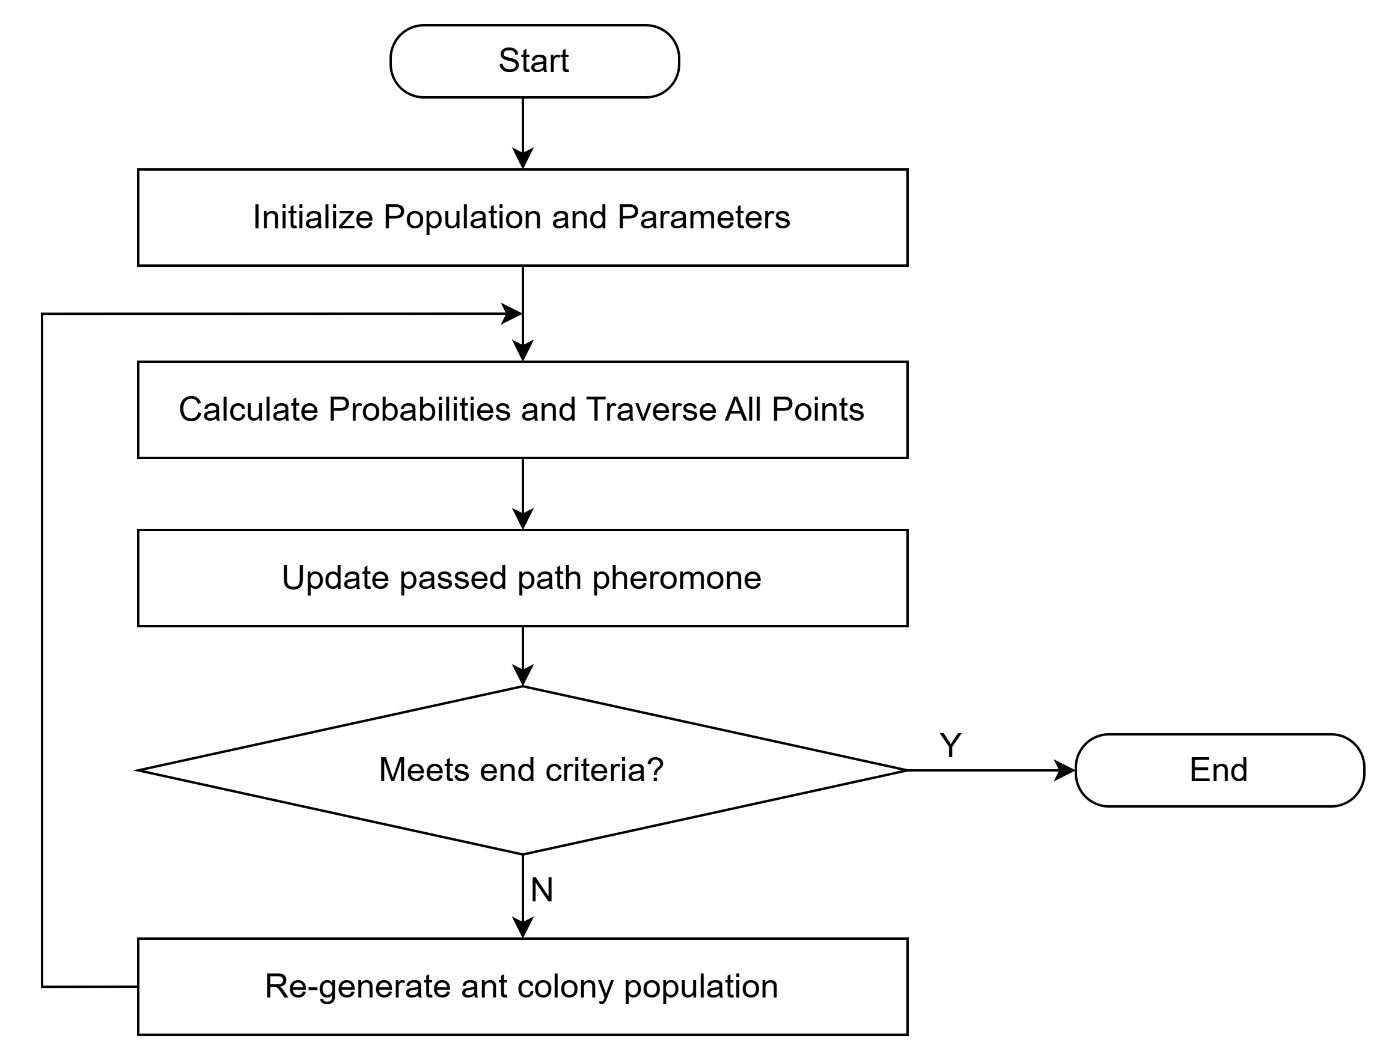 Start
Initialize Population and Parameters
Calculate Probabilities and Traverse All Points
Update passed path pheromone
Meets end criteria?
Y
End
N
Re-generate ant colony population